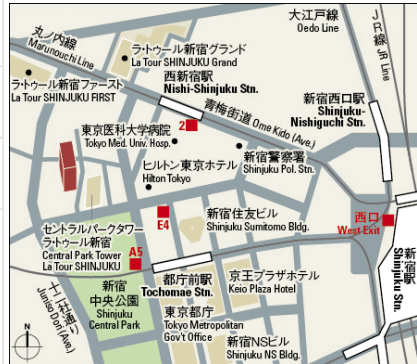 丸ノ内線
Marunouchi Line
ラ・トゥール新宿グランド
La Tour SHINJUKU Grand
大江戸線
Oedo Line
JR線 JR Line
ラ・トゥール新宿ファースト
La Tour SHINJUKU FIRST
西新宿駅
Nishi-Shinjuku Stn.
青梅街道 Ome Kido (Ave.)
新宿西口駅
Shinjuku-
Nishiguchi Stn.
2
東京医科大学病院
Tokyo Med. Univ. Hosp.
ヒルトン東京ホテル
Hilton Tokyo
新宿警察署
Shinjuku Pol. Stn.
E4
新宿住友ビル
Shinjuku Sumitomo Bldg.
西口
West Exit
新宿駅
Shinjuku Stn.
セントラルパークタワー
ラ・トゥール新宿
Central Park Tower
La Tour SHINJUKU
A5
都庁前駅
Tochomae Stn.
京王プラザホテル
Keio Plaza Hotel
十二社通り
Juniso Dori (Ave.)
新宿
中央公園
Shinjuku
Central Park
東京都庁
Tokyo Metropolitan
Gov't Office
新宿NSビル
Shinjuku NS Bldg.
N